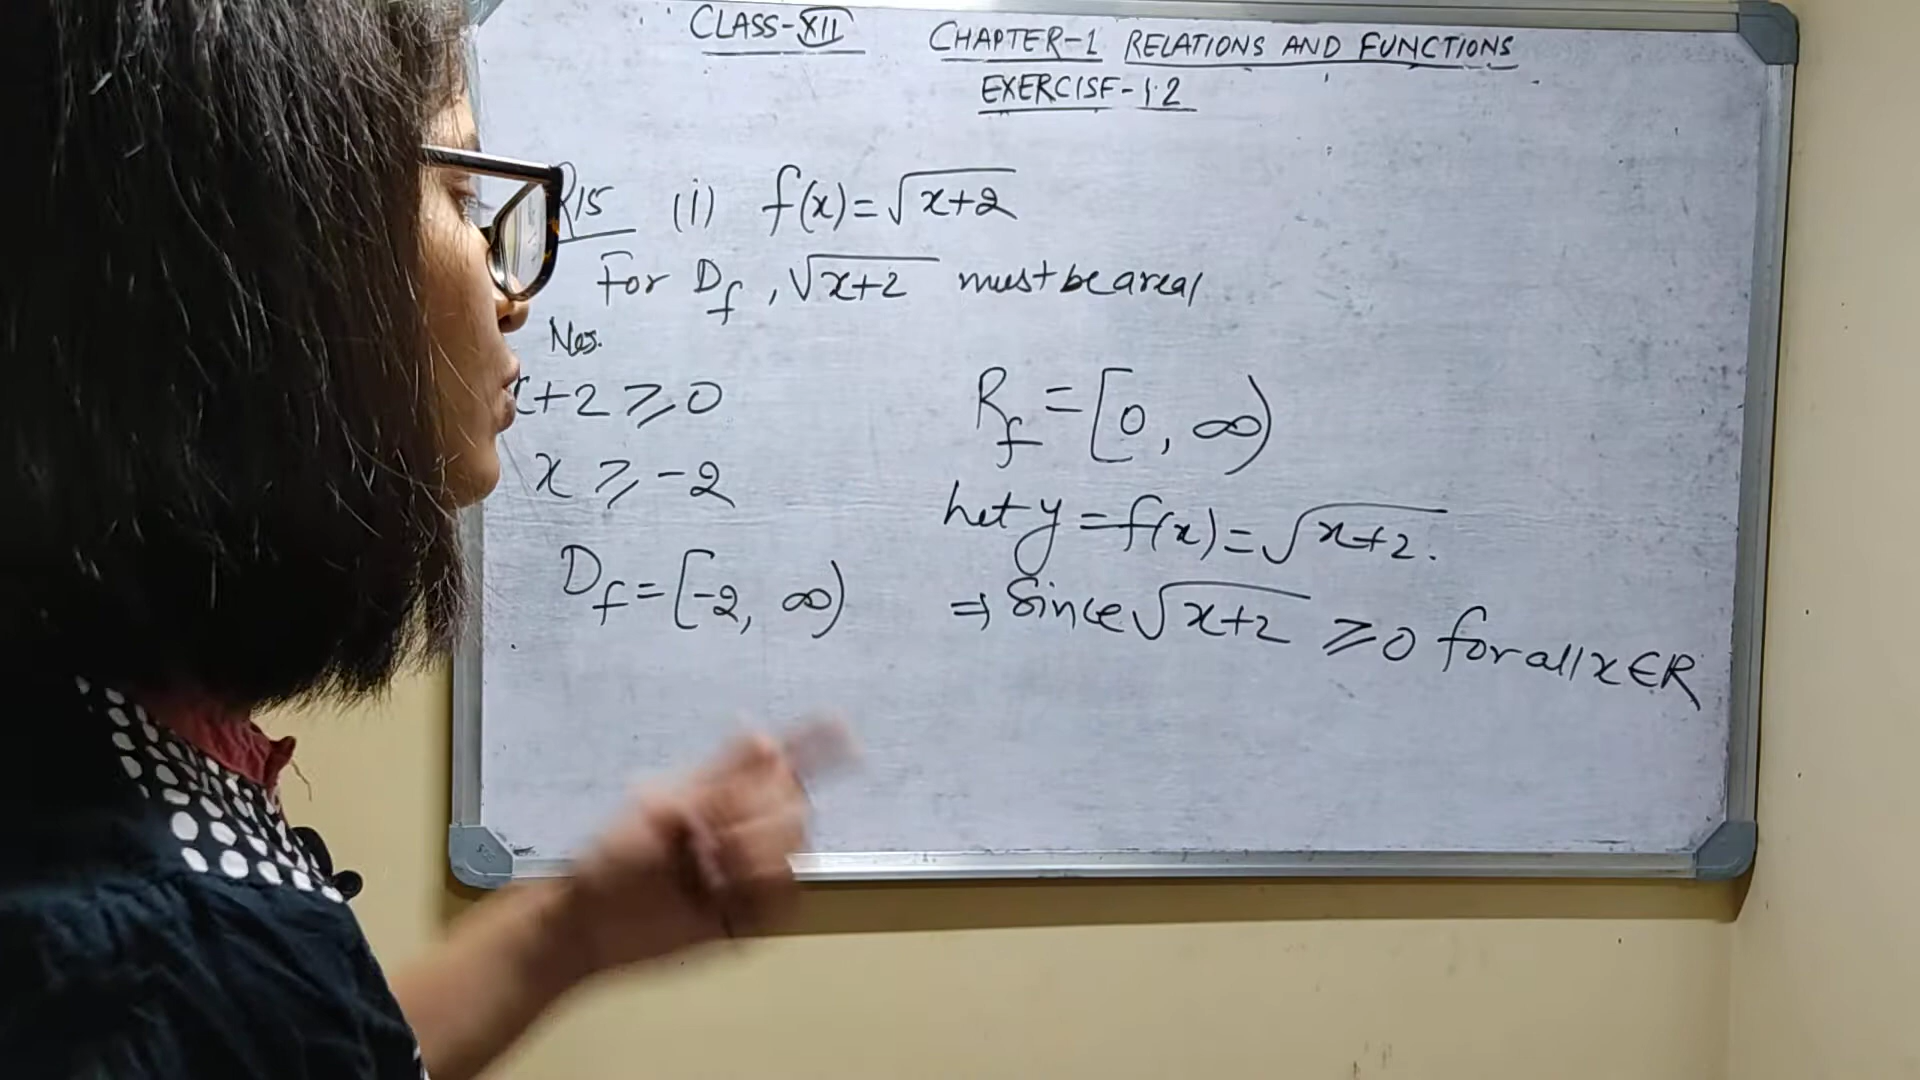 CLASS-XII CHAPTER-1 RELATIONS AND FUNCTIONS
EXERCISE-1.2
15 (i) f(x)=√x+2
For Df, √x+2 must be a real
x+2 ⩾ 0
x ⩾ -2
Df = [-2, ∞)
Rf = [0, ∞)
Let y = f(x) = √x+2.
⇒ Since √x+2 ⩾ 0 for all x ∈ R